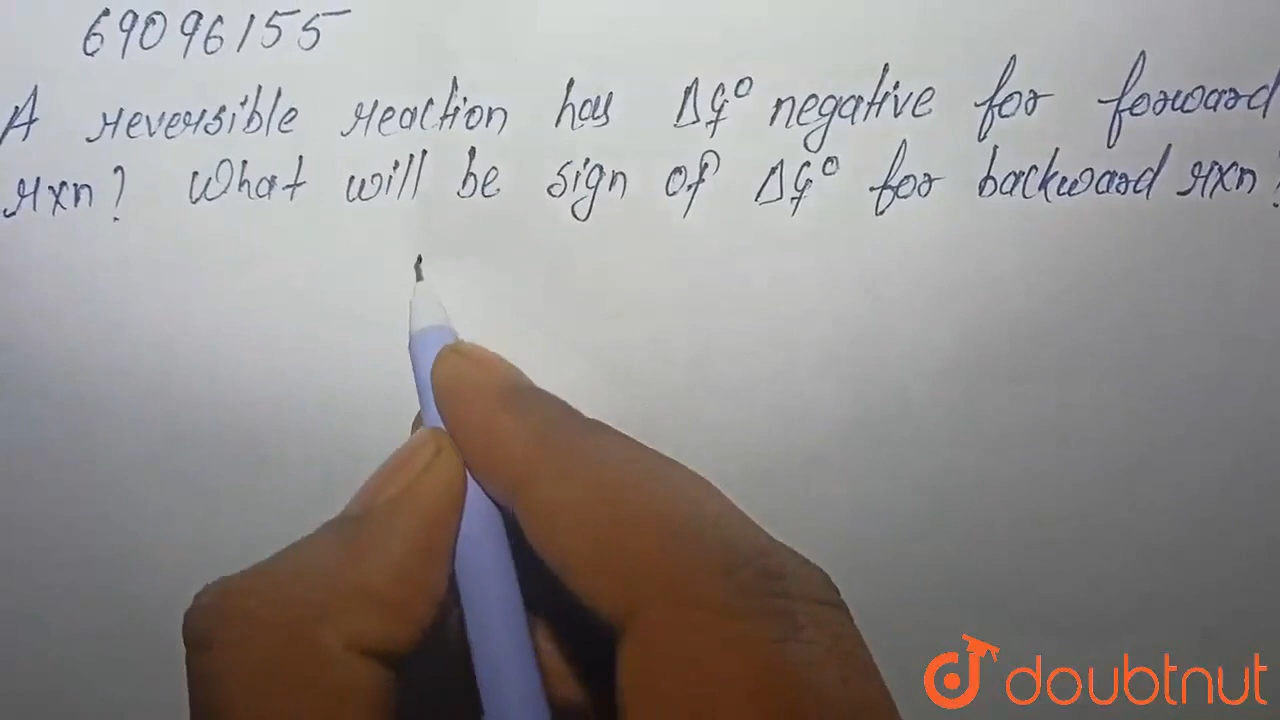 69096155
A reversible reaction has ΔG° negative for forward
rxn? What will be sign of ΔG° for backward rxn?
doubtnut